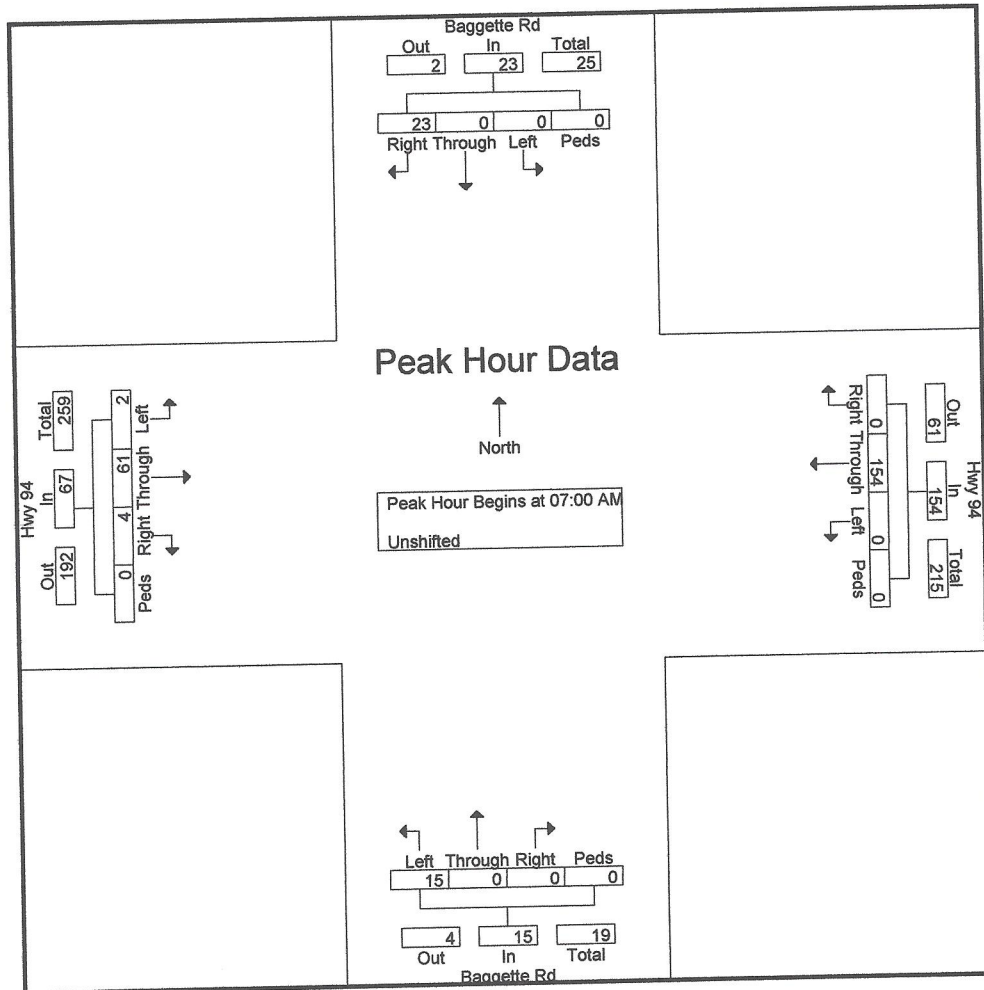 Baggette Rd
Out In Total
2 23 25
23 0 0 0
Right Through Left Peds
Peak Hour Data
North
Peak Hour Begins at 07:00 AM
Unshifted
Hwy 94
Out In Total
192 67 259
2 61 4 0
Left Through Right Peds
Hwy 94
Out In Total
61 154 215
0 154 0 0
Right Through Left Peds
Left Through Right Peds
15 0 0 0
4 15 19
Out In Total
Baggette Rd